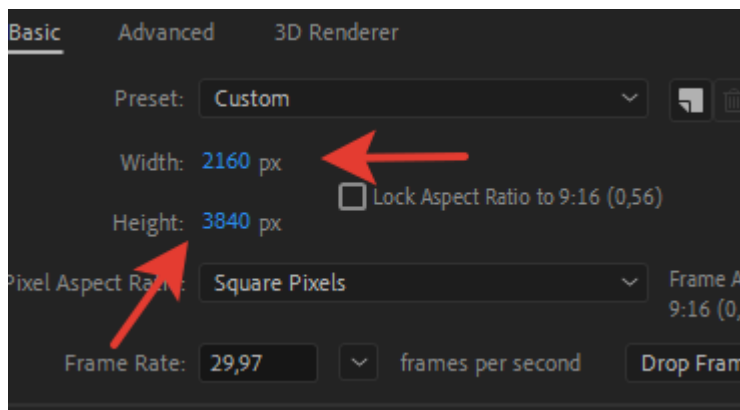 Basic Advanced 3D Renderer
Preset: Custom
Width: 2160 px
Lock Aspect Ratio to 9:16 (0,56)
Height: 3840 px
Pixel Aspect Square Pixels Frame A
9:16 (0,
Frame Rate: 29,97 frames per second Drop Fram